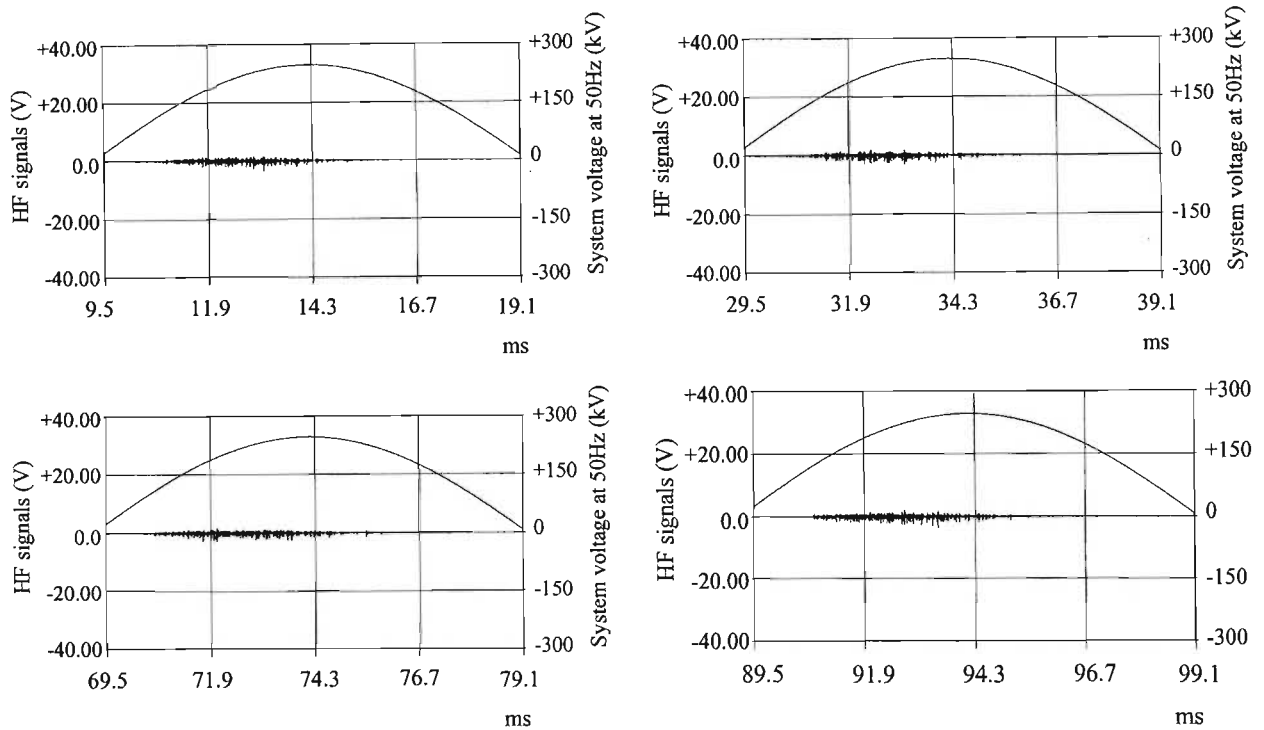 +40.00
+20.00
0.0
-20.00
-40.00
HF signals (V)
+300
+150
0
-150
-300
System voltage at 50Hz (kV)
9.5 11.9 14.3 16.7 19.1
ms
+40.00
+20.00
0.0
-20.00
-40.00
HF signals (V)
+300
+150
0
-150
-300
System voltage at 50Hz (kV)
29.5 31.9 34.3 36.7 39.1
ms
+40.00
+20.00
0.0
-20.00
-40.00
HF signals (V)
+300
+150
0
-150
-300
System voltage at 50Hz (kV)
69.5 71.9 74.3 76.7 79.1
ms
+40.00
+20.00
0.0
-20.00
-40.00
HF signals (V)
+300
+150
0
-150
-300
89.5 91.9 94.3 96.7 99.1
ms